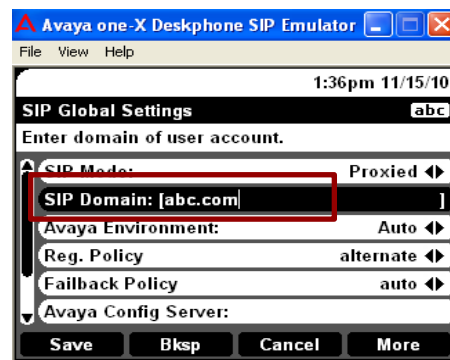 Avaya one-X Deskphone SIP Emulator
File View Help
1:36pm 11/15/10
SIP Global Settings abc
Enter domain of user account.
SIP Mode: Proxied
SIP Domain: [abc.com ]
Avaya Environment: Auto
Reg. Policy alternate
Failback Policy auto
Avaya Config Server:
Save Bksp Cancel More